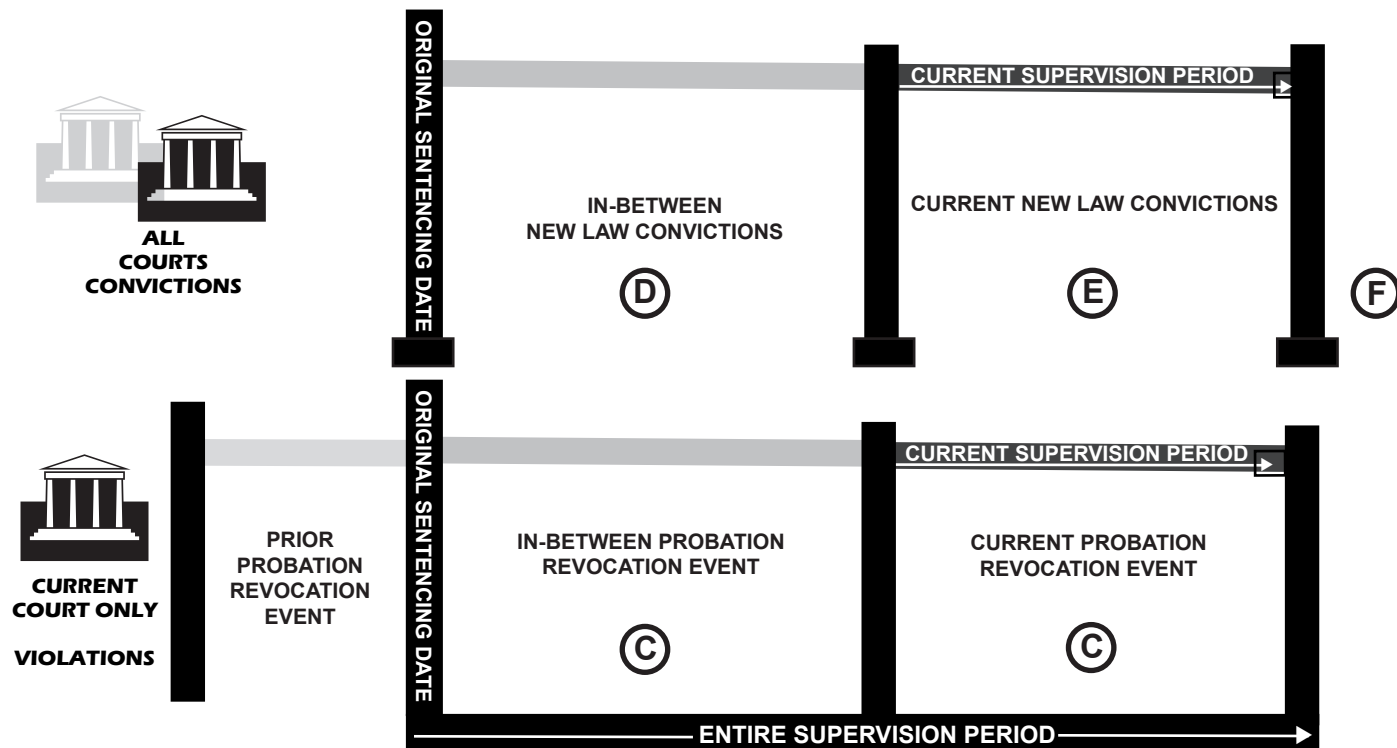 ORIGINAL SENTENCING DATE
CURRENT SUPERVISION PERIOD
ALL
COURTS
CONVICTIONS
IN-BETWEEN
NEW LAW CONVICTIONS
D
CURRENT NEW LAW CONVICTIONS
E
F
ORIGINAL SENTENCING DATE
CURRENT SUPERVISION PERIOD
CURRENT
COURT ONLY
VIOLATIONS
PRIOR
PROBATION
REVOCATION
EVENT
IN-BETWEEN PROBATION
REVOCATION EVENT
C
CURRENT PROBATION
REVOCATION EVENT
C
ENTIRE SUPERVISION PERIOD